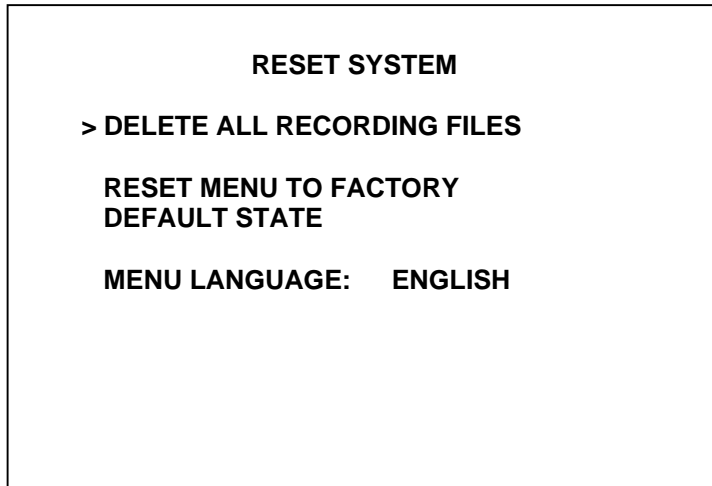 RESET SYSTEM
> DELETE ALL RECORDING FILES
RESET MENU TO FACTORY
DEFAULT STATE
MENU LANGUAGE: ENGLISH